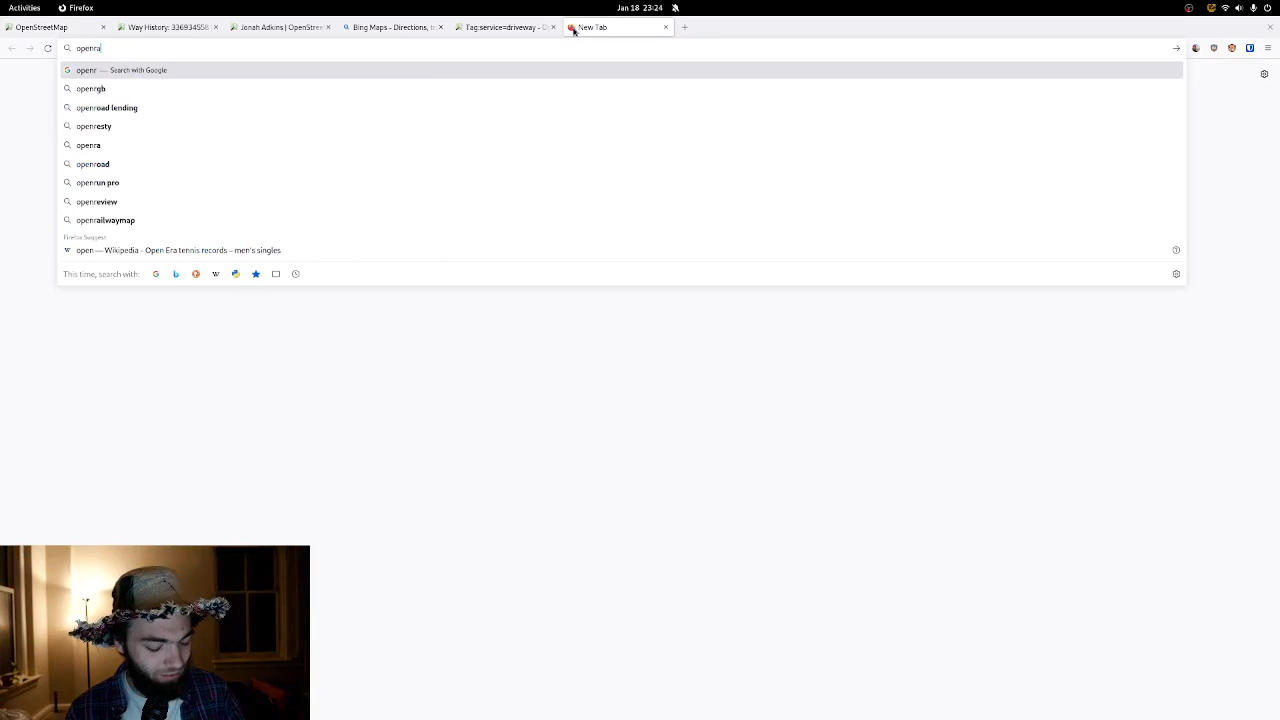 Activities Firefox Jan 18 23:24
OpenStreetMap Way History: 336934558 Jonah Adkins | OpenStree Bing Maps - Directions, t Tag:service=driveway - O New Tab
openra
openr — Search with Google
openrgb
openroad lending
openresty
openra
openroad
openrun pro
openreview
openrailwaymap
Firefox Suggest
open — Wikipedia - Open Era tennis records – men's singles
This time, search with: